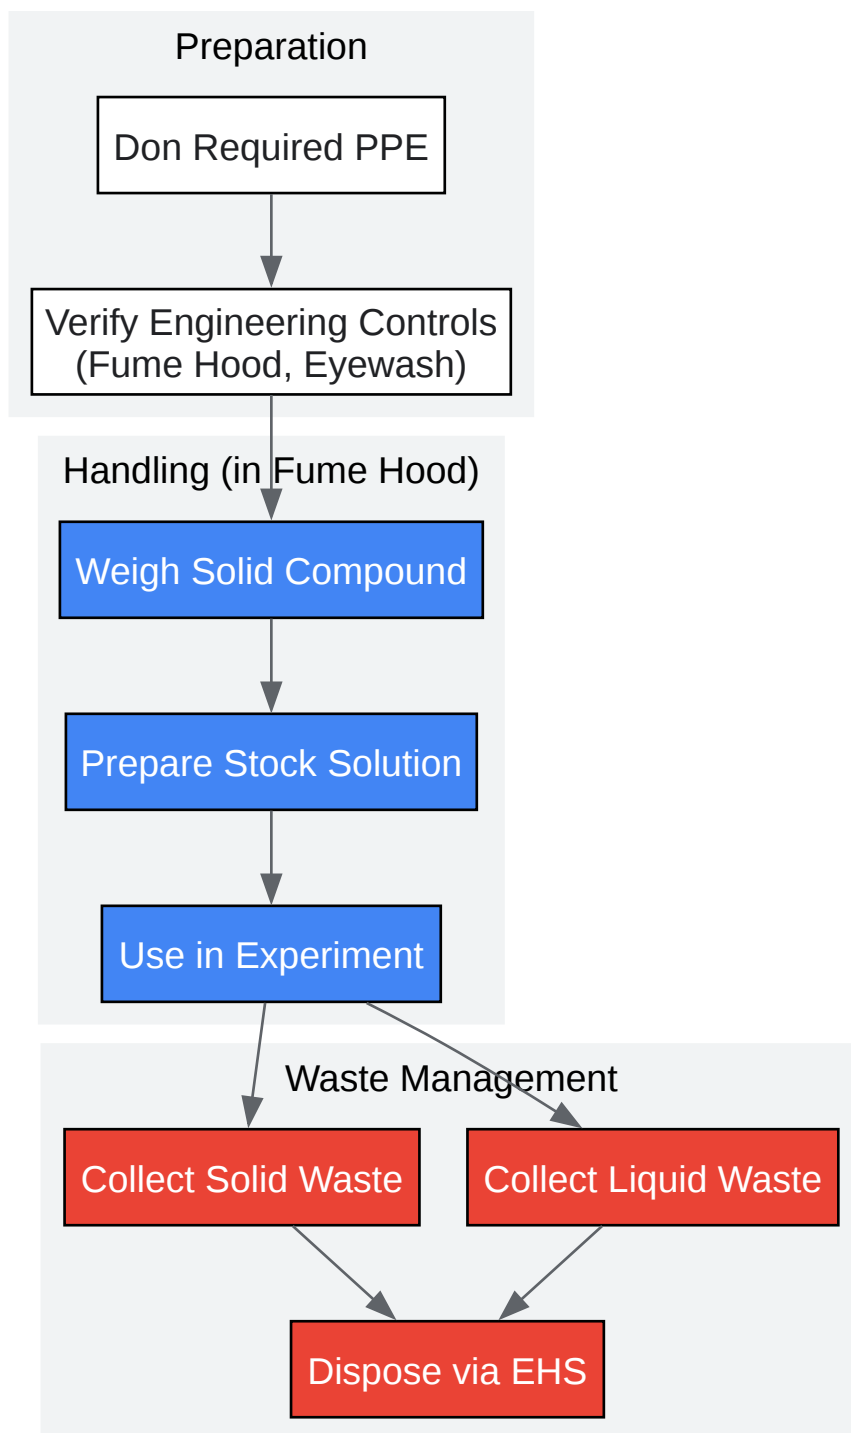 Preparation
Don Required PPE
Verify Engineering Controls
(Fume Hood, Eyewash)
Handling (in Fume Hood)
Weigh Solid Compound
Prepare Stock Solution
Use in Experiment
Waste Management
Collect Solid Waste
Collect Liquid Waste
Dispose via EHS